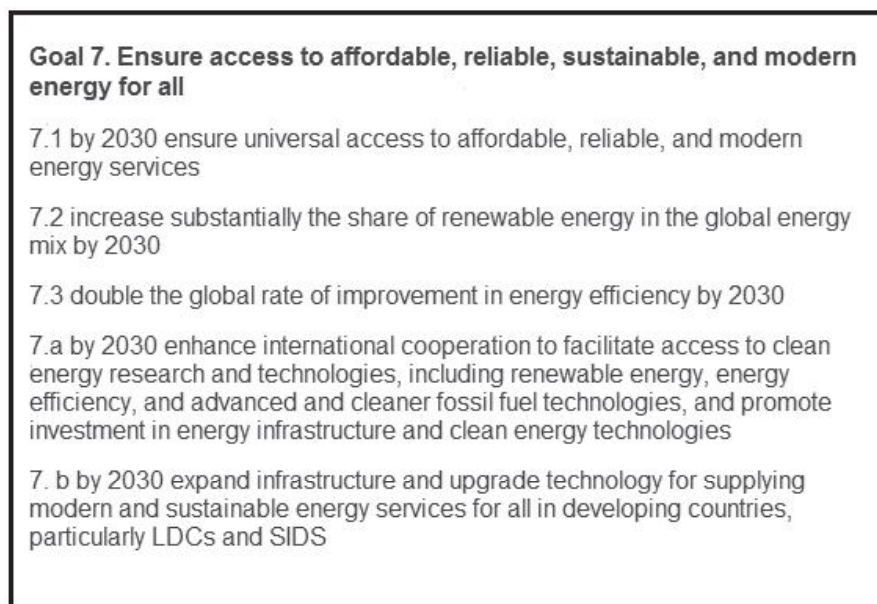 Goal 7. Ensure access to affordable, reliable, sustainable, and modern
energy for all
7.1 by 2030 ensure universal access to affordable, reliable, and modern
energy services
7.2 increase substantially the share of renewable energy in the global energy
mix by 2030
7.3 double the global rate of improvement in energy efficiency by 2030
7.a by 2030 enhance international cooperation to facilitate access to clean
energy research and technologies, including renewable energy, energy
efficiency, and advanced and cleaner fossil fuel technologies, and promote
investment in energy infrastructure and clean energy technologies
7. b by 2030 expand infrastructure and upgrade technology for supplying
modern and sustainable energy services for all in developing countries,
particularly LDCs and SIDS